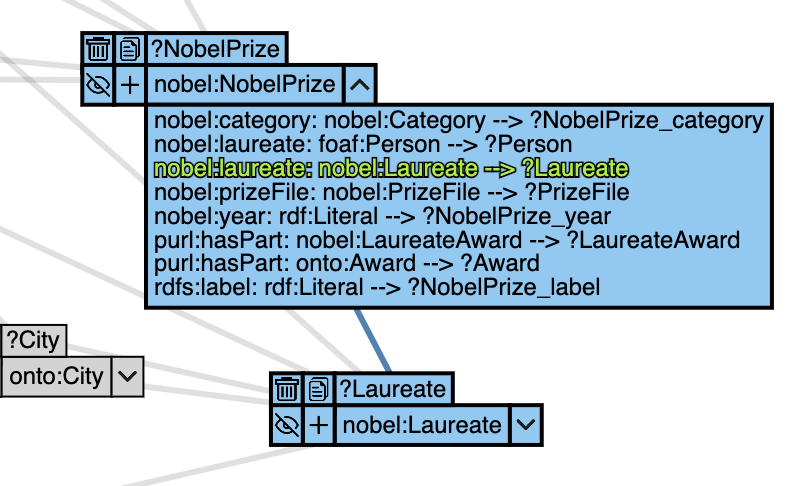 ?NobelPrize
nobel:NobelPrize
nobel:category: nobel:Category --> ?NobelPrize_category
nobel:laureate: foaf:Person --> ?Person
nobel:laureate: nobel:Laureate --> ?Laureate
nobel:prizeFile: nobel:PrizeFile --> ?PrizeFile
nobel:year: rdf:Literal --> ?NobelPrize_year
purl:hasPart: nobel:LaureateAward --> ?LaureateAward
purl:hasPart: onto:Award --> ?Award
rdfs:label: rdf:Literal --> ?NobelPrize_label
?City
onto:City
?Laureate
nobel:Laureate